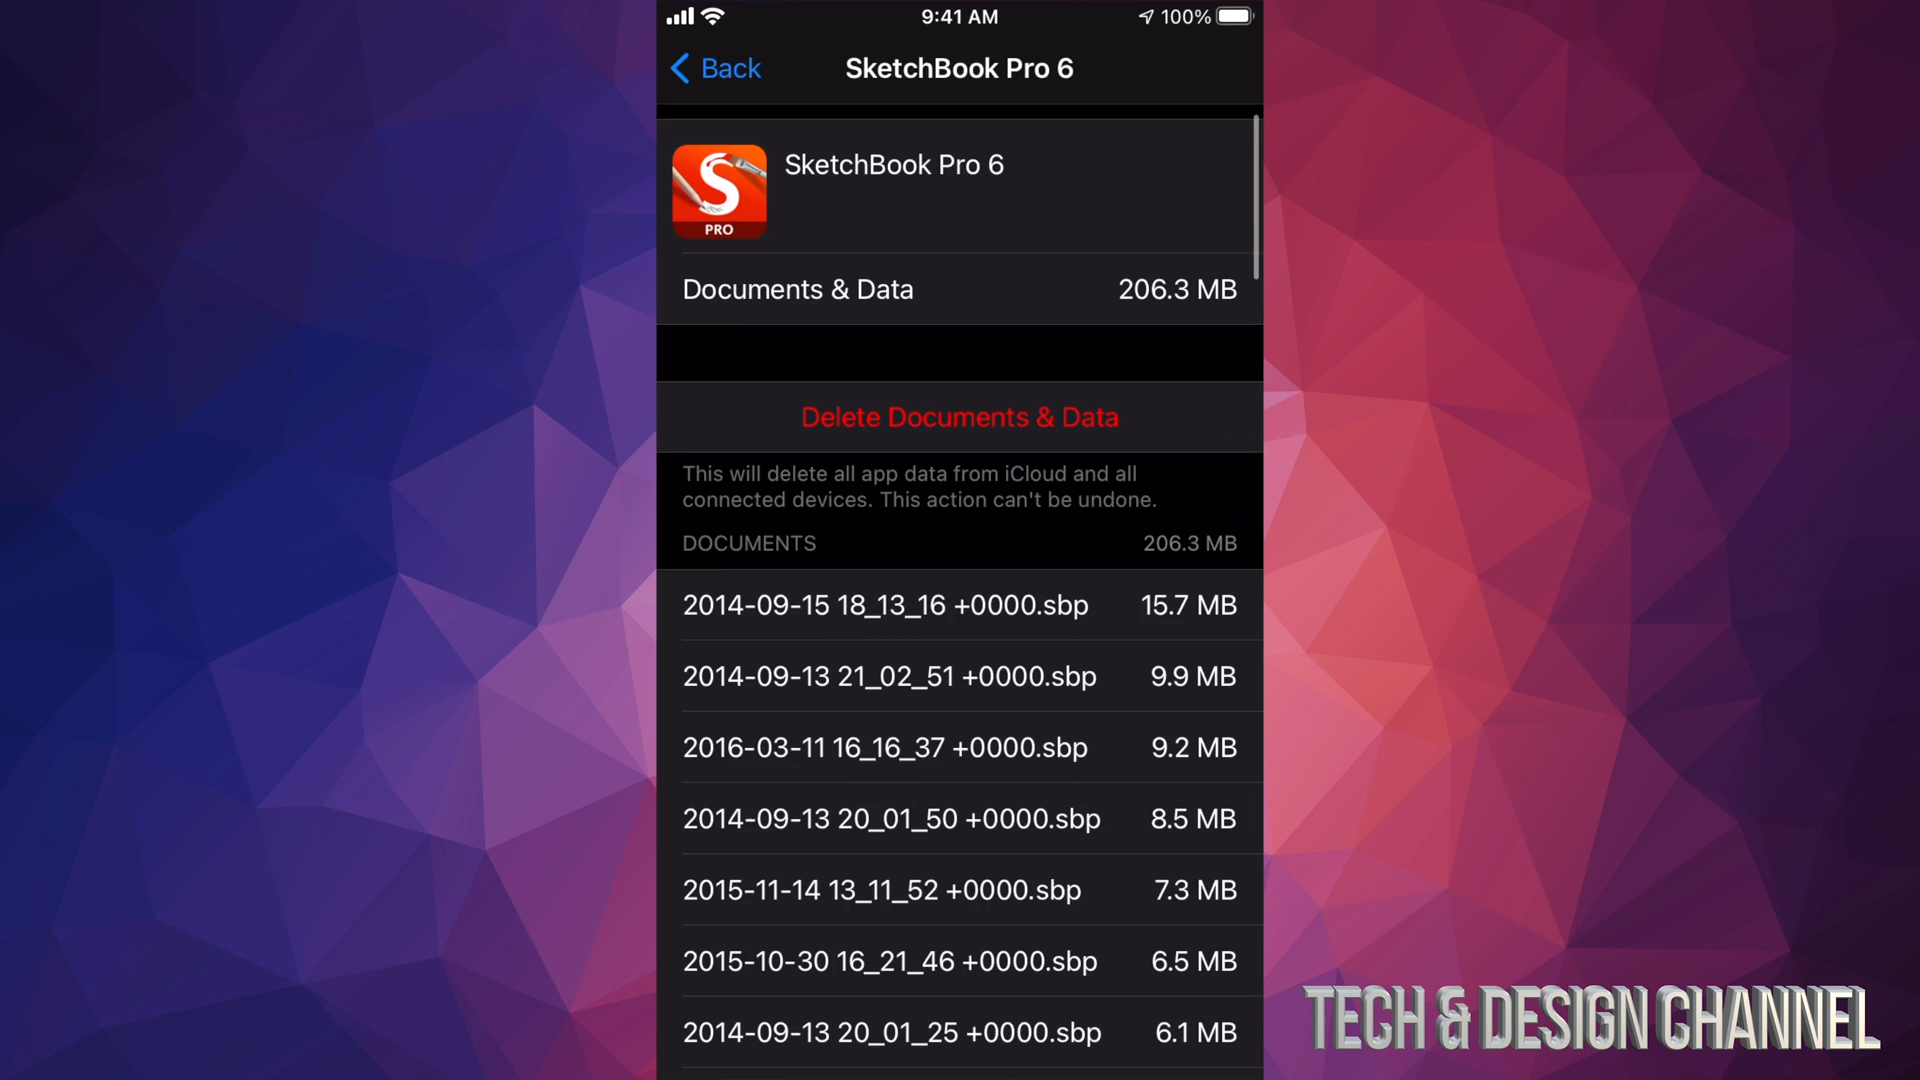 9:41 AM
100%
Back
SketchBook Pro 6
S
PRO
SketchBook Pro 6
Documents & Data 206.3 MB
Delete Documents & Data
This will delete all app data from iCloud and all
connected devices. This action can't be undone.
DOCUMENTS 206.3 MB
2014-09-15 18_13_16 +0000.sbp 15.7 MB
2014-09-13 21_02_51 +0000.sbp 9.9 MB
2016-03-11 16_16_37 +0000.sbp 9.2 MB
2014-09-13 20_01_50 +0000.sbp 8.5 MB
2015-11-14 13_11_52 +0000.sbp 7.3 MB
2015-10-30 16_21_46 +0000.sbp 6.5 MB
2014-09-13 20_01_25 +0000.sbp 6.1 MB
TECH & DESIGN CHANNEL